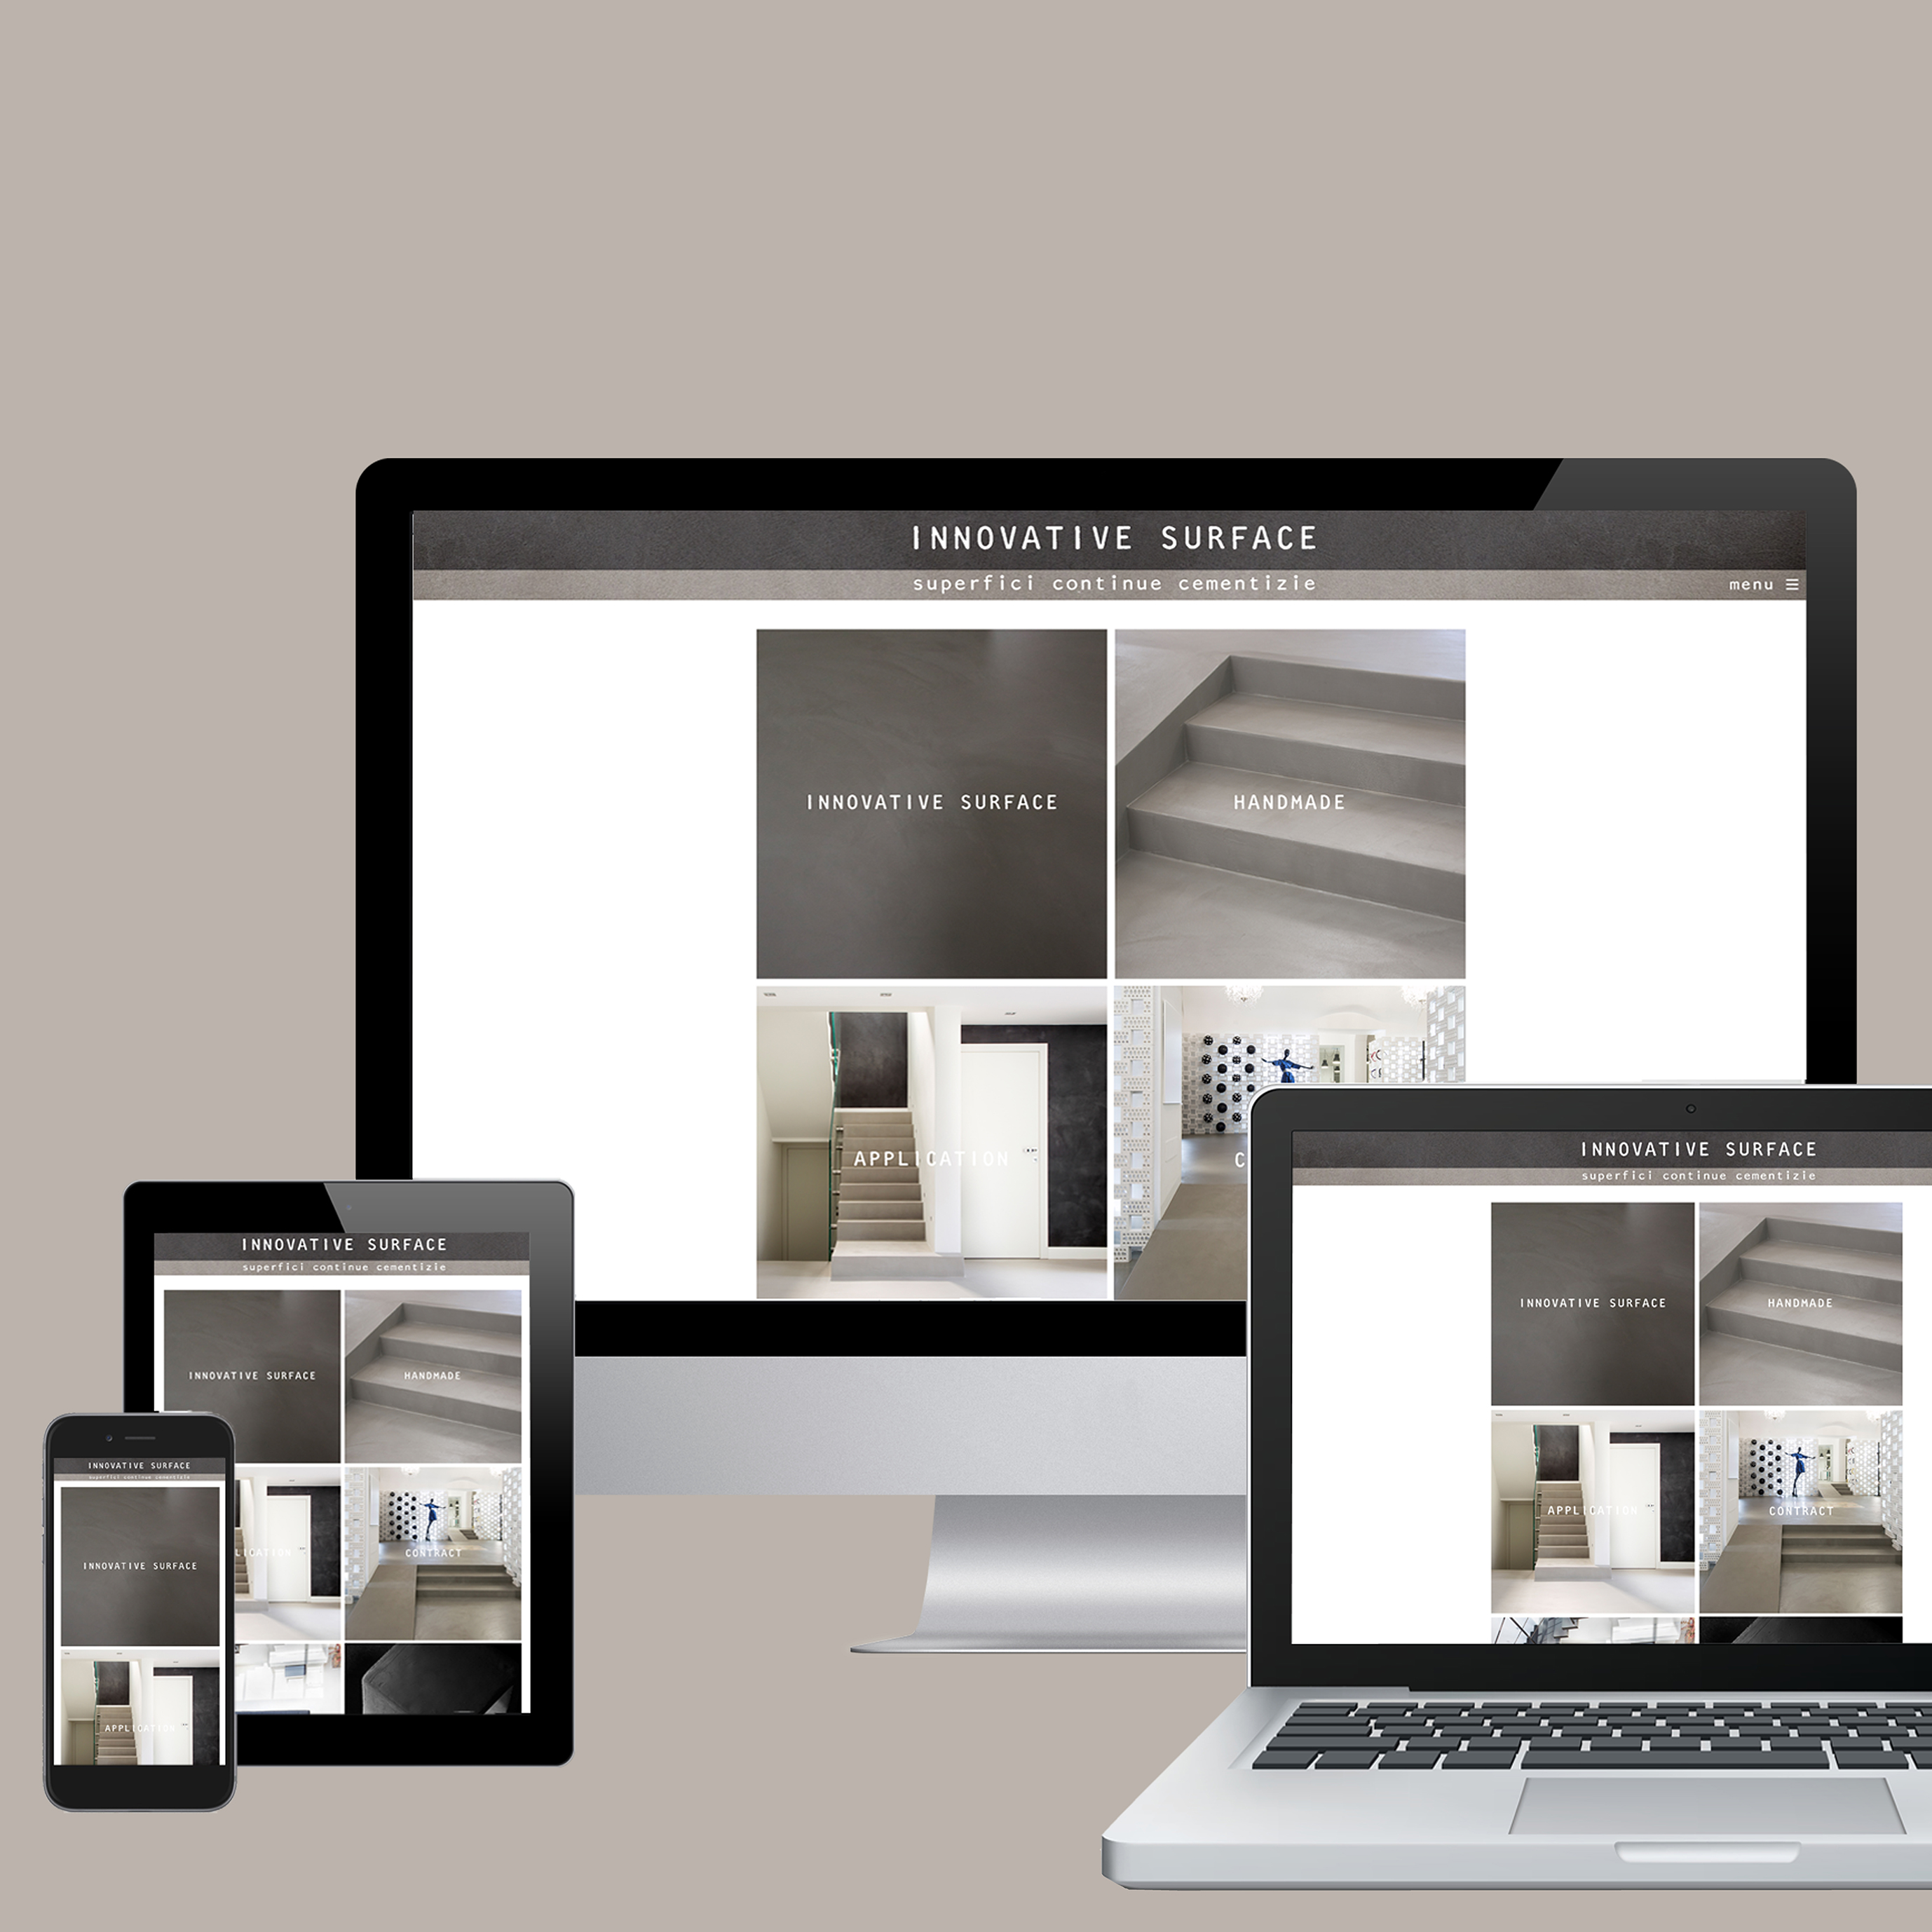 INNOVATIVE SURFACE
superfici continue cementizie
menu
INNOVATIVE SURFACE
HANDMADE
APPLICATION
C
INNOVATIVE SURFACE
superfici continue cementizie
INNOVATIVE SURFACE
HANDMADE
APPLICATION
CONTRACT
INNOVATIVE SURFACE
superfici continue cementizie
INNOVATIVE SURFACE
HANDMADE
LICATION
CONTRACT
INNOVATIVE SURFACE
superfici continue cementizie
INNOVATIVE SURFACE
APPLICATION